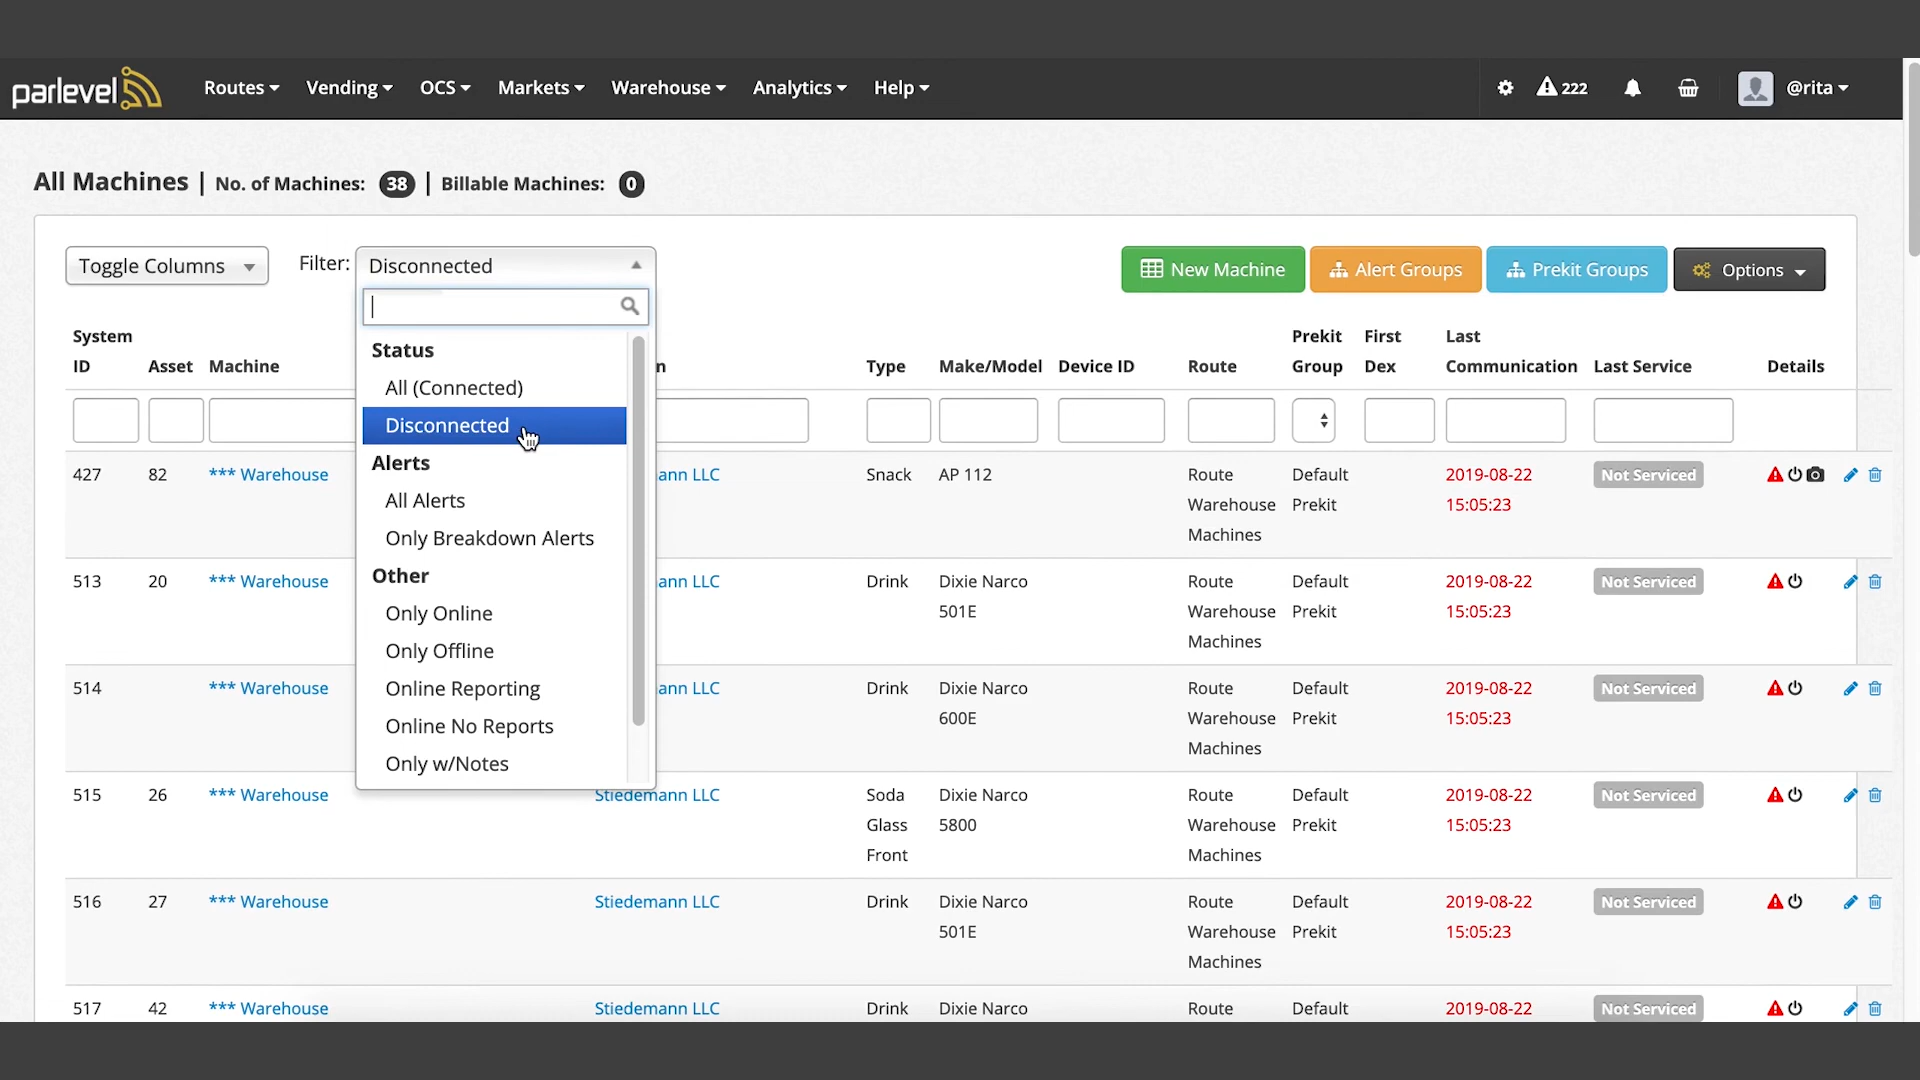 parlevel
Routes Vending OCS Markets Warehouse Analytics Help 222 @rita
All Machines | No. of Machines: 38 | Billable Machines: 0
Toggle Columns Filter: Disconnected New Machine Alert Groups Prekit Groups Options
Status
All (Connected)
Disconnected
Alerts
All Alerts
Only Breakdown Alerts
Other
Only Online
Only Offline
Online Reporting
Online No Reports
Only w/Notes
System Prekit First Last
ID Asset Machine n Type Make/Model Device ID Route Group Dex Communication Last Service Details
427 82 *** Warehouse ann LLC Snack AP 112 Route Default 2019-08-22 Not Serviced
Warehouse Prekit 15:05:23
Machines
513 20 *** Warehouse ann LLC Drink Dixie Narco Route Default 2019-08-22 Not Serviced
501E Warehouse Prekit 15:05:23
Machines
514 *** Warehouse ann LLC Drink Dixie Narco Route Default 2019-08-22 Not Serviced
600E Warehouse Prekit 15:05:23
Machines
515 26 *** Warehouse Stiedemann LLC Soda Dixie Narco Route Default 2019-08-22 Not Serviced
Glass 5800 Warehouse Prekit 15:05:23
Front Machines
516 27 *** Warehouse Stiedemann LLC Drink Dixie Narco Route Default 2019-08-22 Not Serviced
501E Warehouse Prekit 15:05:23
Machines
517 42 *** Warehouse Stiedemann LLC Drink Dixie Narco Route Default 2019-08-22 Not Serviced